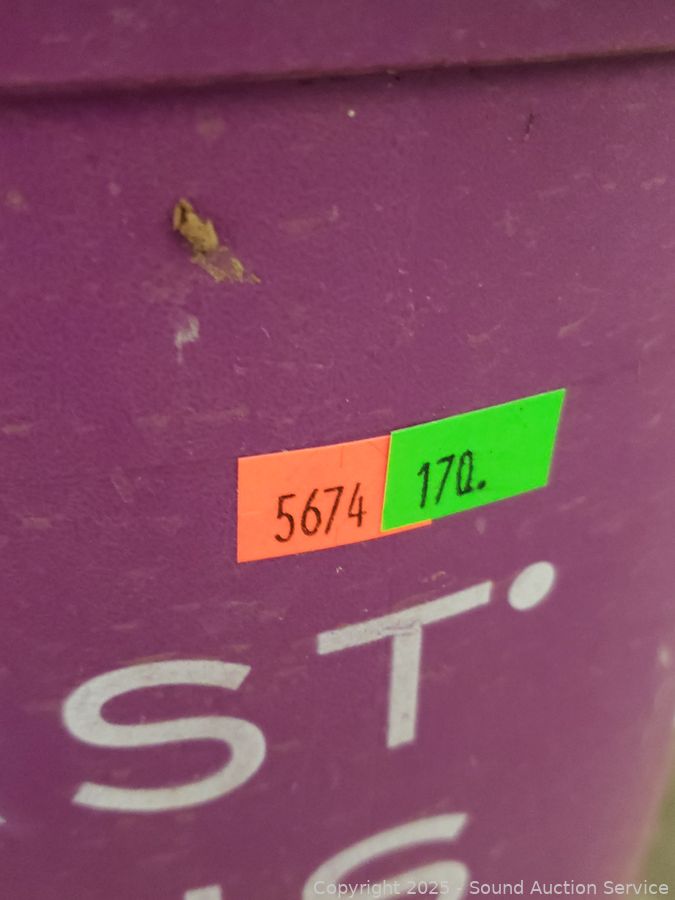 5674
170.
ST
Copyright 2025 - Sound Auction Service